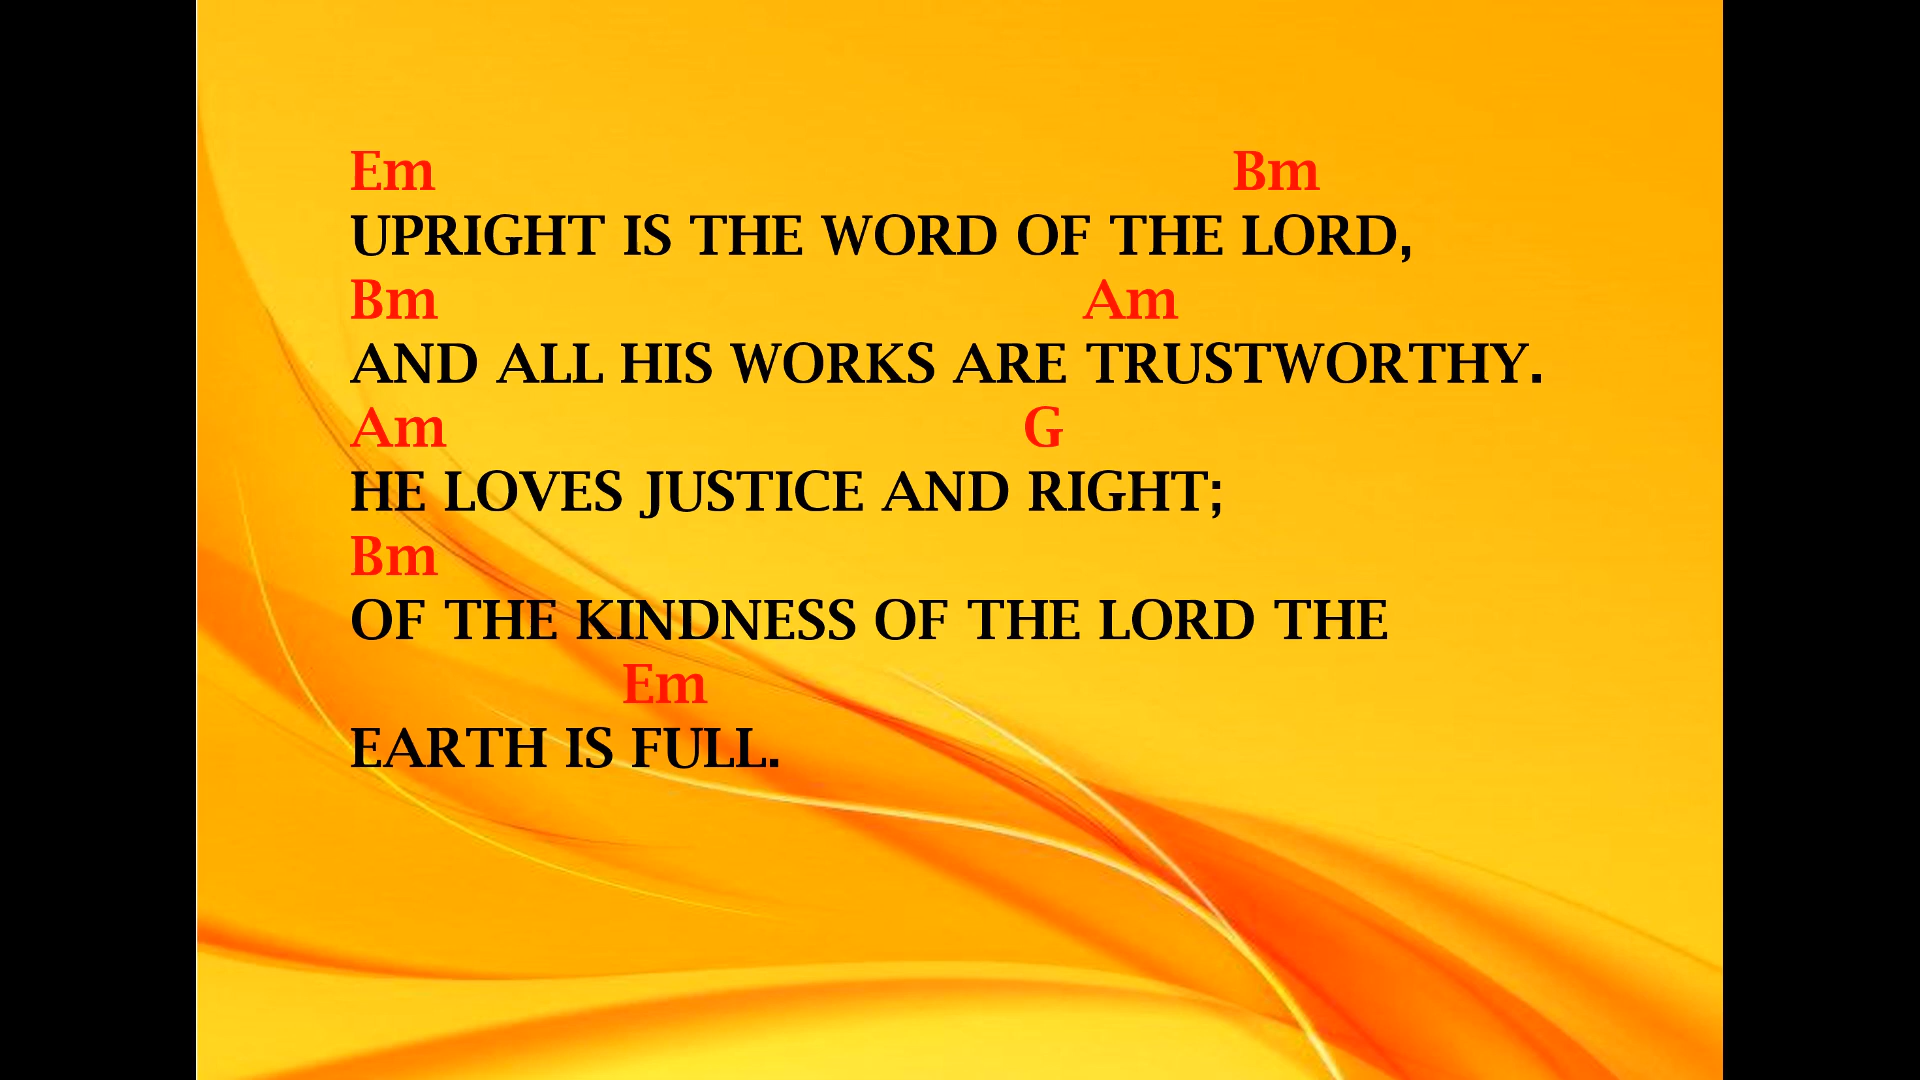 Em Bm
UPRIGHT IS THE WORD OF THE LORD,
Bm Am
AND ALL HIS WORKS ARE TRUSTWORTHY.
Am G
HE LOVES JUSTICE AND RIGHT;
Bm
OF THE KINDNESS OF THE LORD THE
Em
EARTH IS FULL.